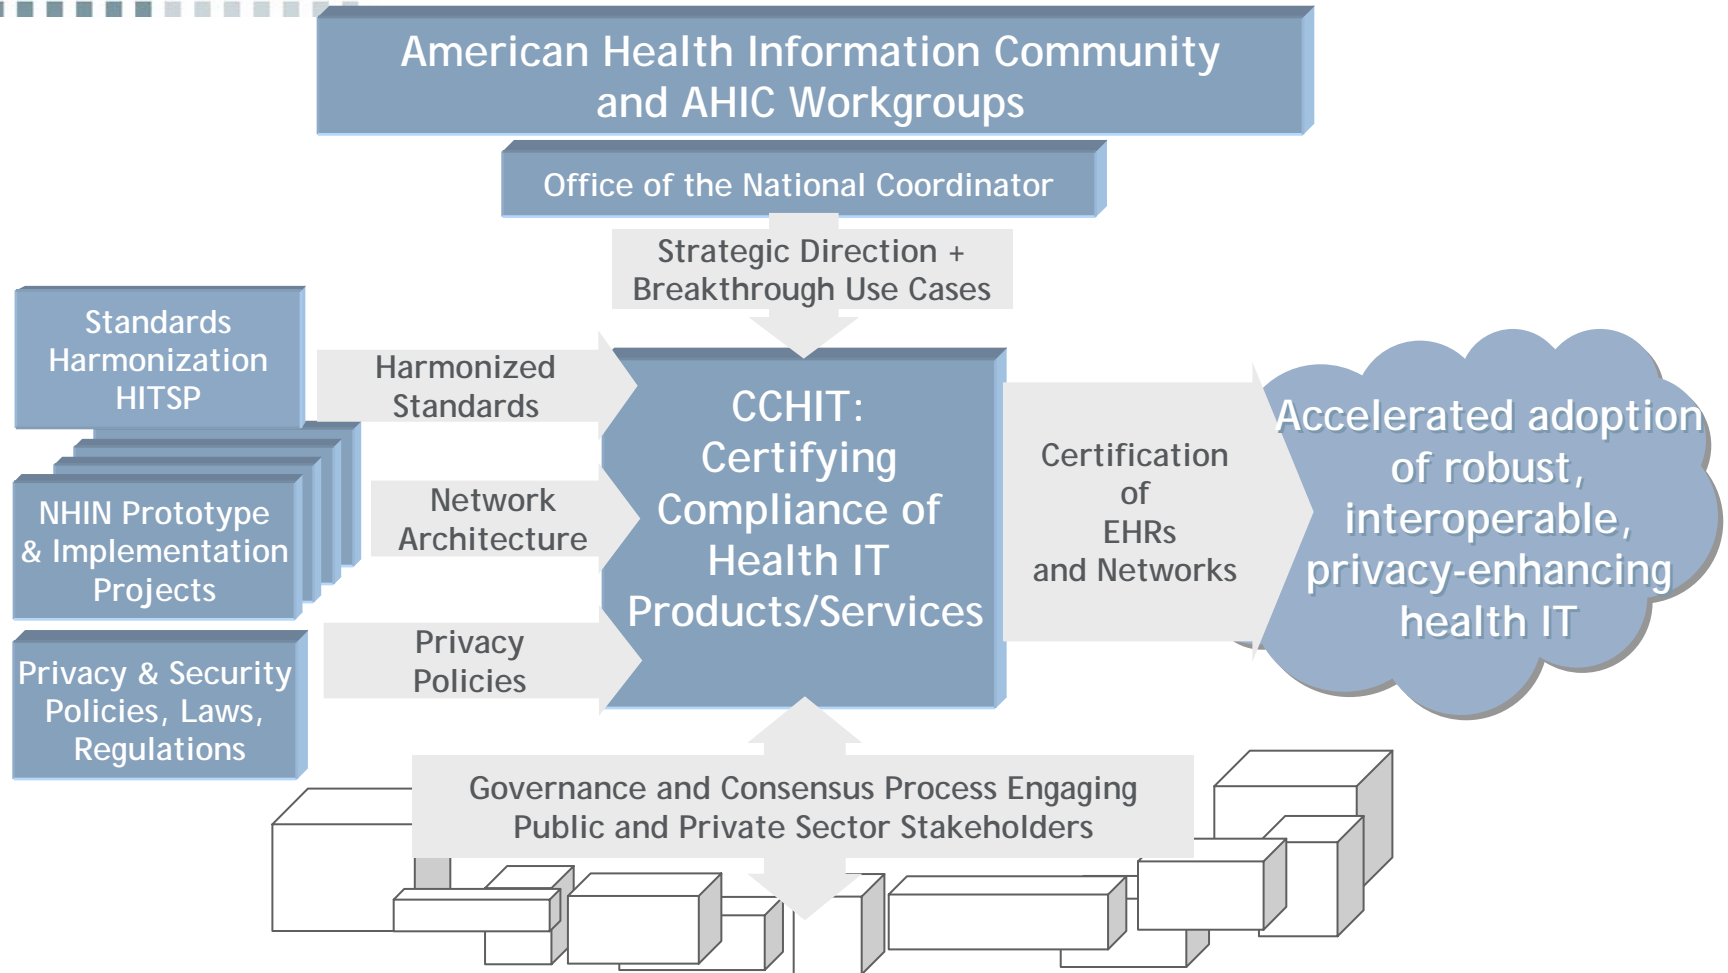 American Health Information Community
and AHIC Workgroups
Office of the National Coordinator
Strategic Direction +
Breakthrough Use Cases
Standards
Harmonization
HITSP
Harmonized
Standards
NHIN Prototype
& Implementation
Projects
Network
Architecture
Privacy & Security
Policies, Laws,
Regulations
Privacy
Policies
CCHIT:
Certifying
Compliance of
Health IT
Products/Services
Certification
of
EHRs
and Networks
Accelerated adoption
of robust,
interoperable,
privacy-enhancing
health IT
Governance and Consensus Process Engaging
Public and Private Sector Stakeholders